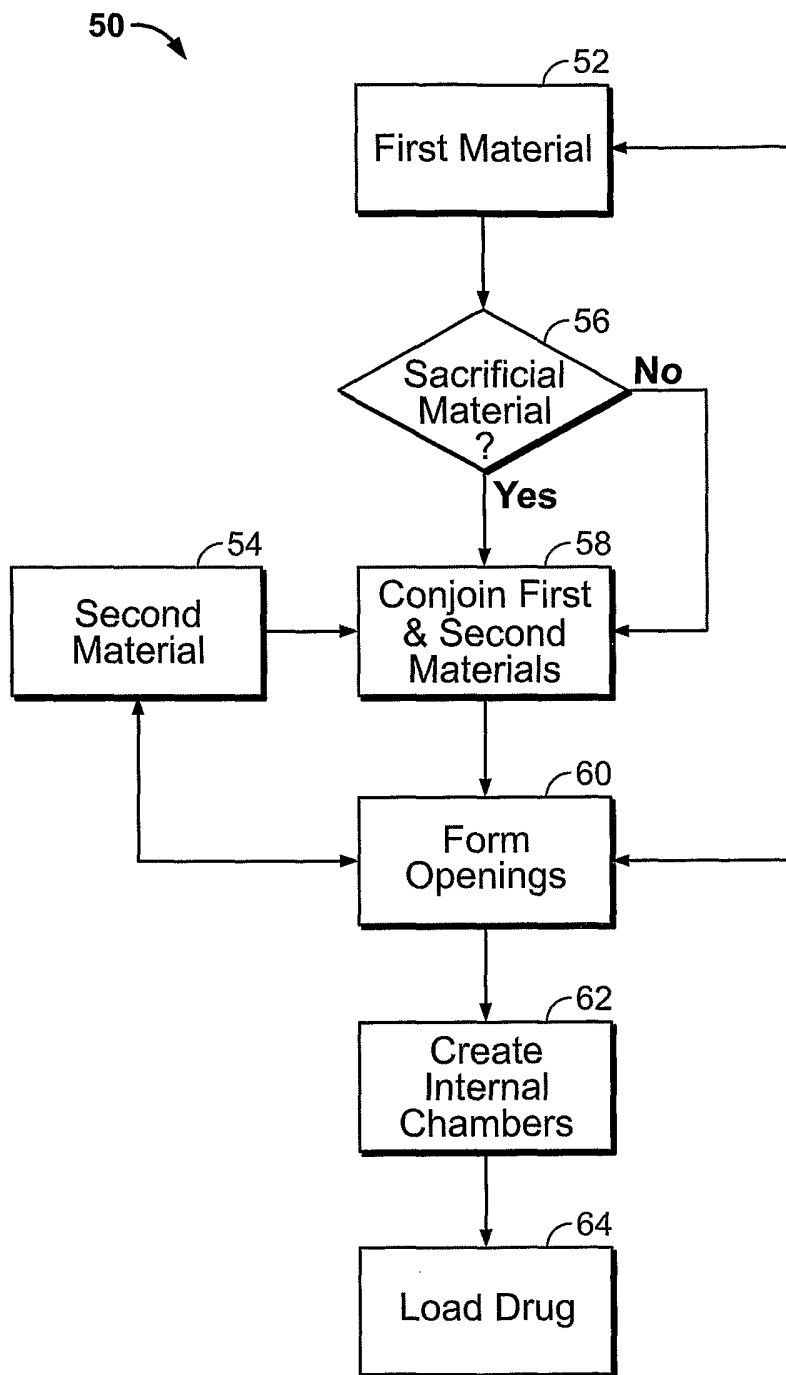 50
52
First Material
56
Sacrificial
Material
?
No
Yes
54
Second
Material
58
Conjoin First
& Second
Materials
60
Form
Openings
62
Create
Internal
Chambers
64
Load Drug